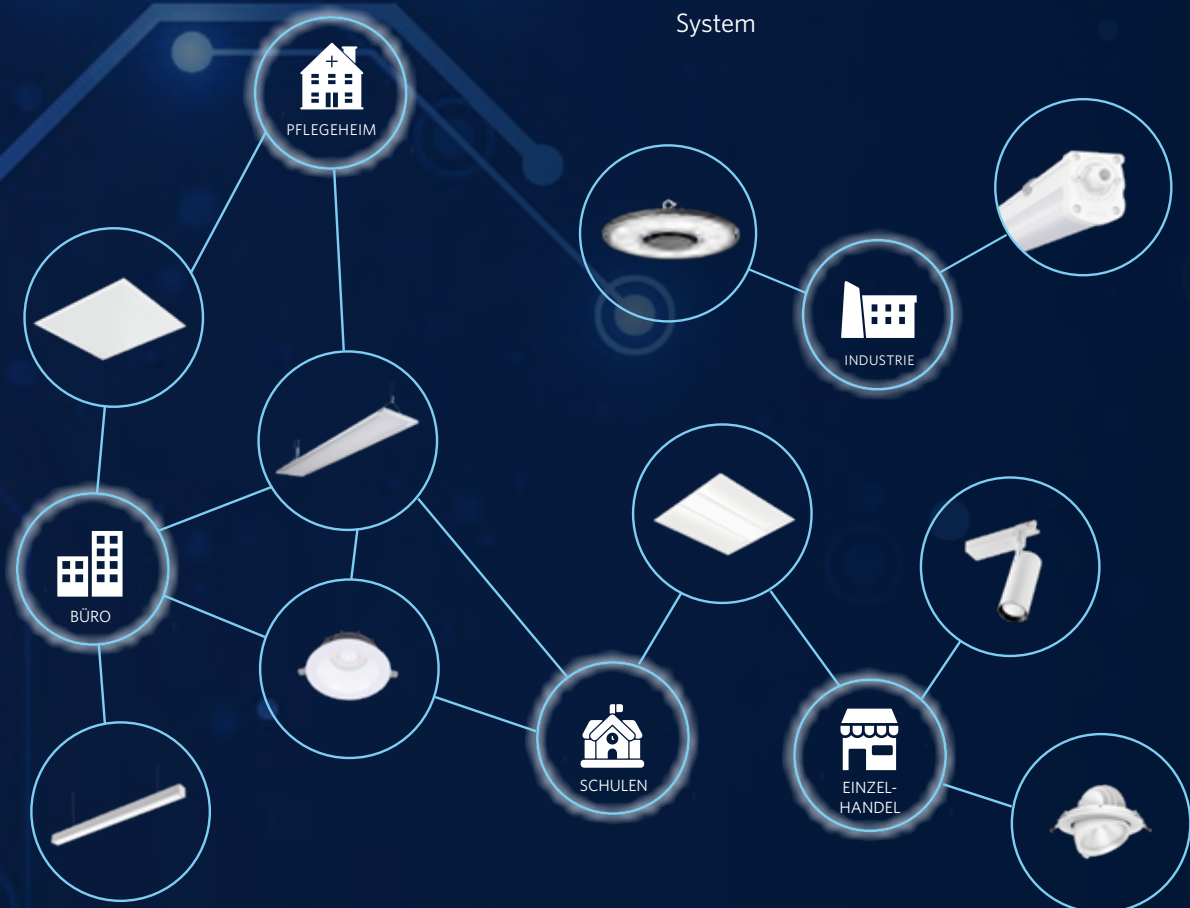 System
PFLEGEHEIM
INDUSTRIE
BÜRO
SCHULEN
EINZEL-
HANDEL